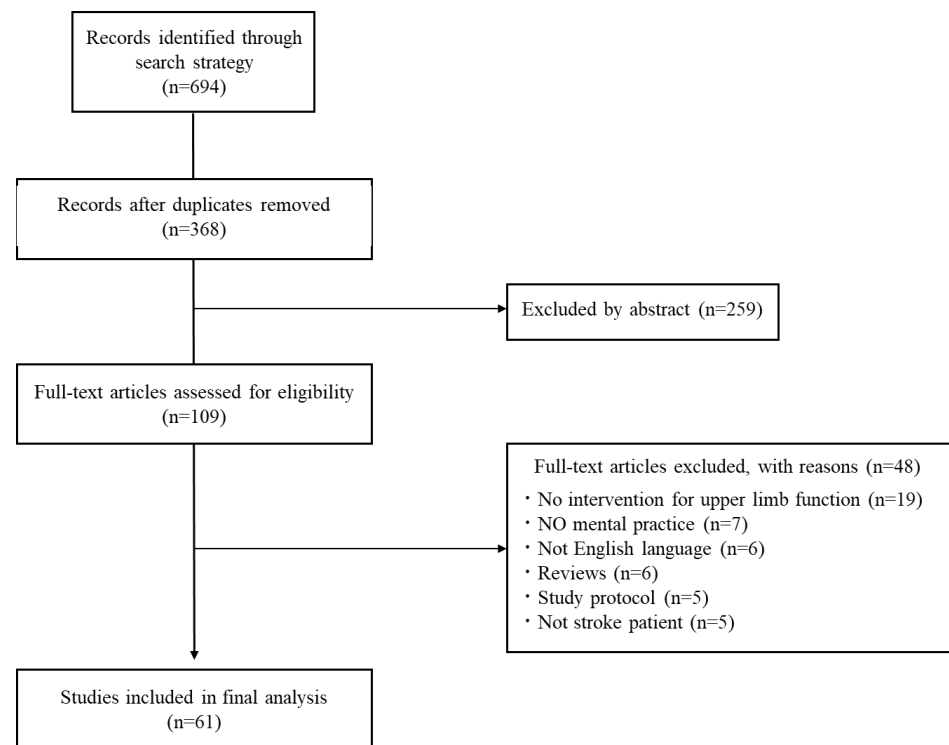 Records identified through
search strategy
(n=694)
Records after duplicates removed
(n=368)
Excluded by abstract (n=259)
Full-text articles assessed for eligibility
(n=109)
Full-text articles excluded, with reasons (n=48)
・No intervention for upper limb function (n=19)
・NO mental practice (n=7)
・Not English language (n=6)
・Reviews (n=6)
・Study protocol (n=5)
・Not stroke patient (n=5)
Studies included in final analysis
(n=61)